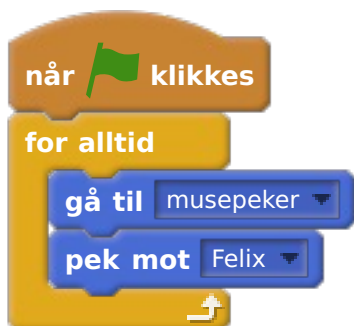 når klikkes
for alltid
gå til musepeker
pek mot Felix